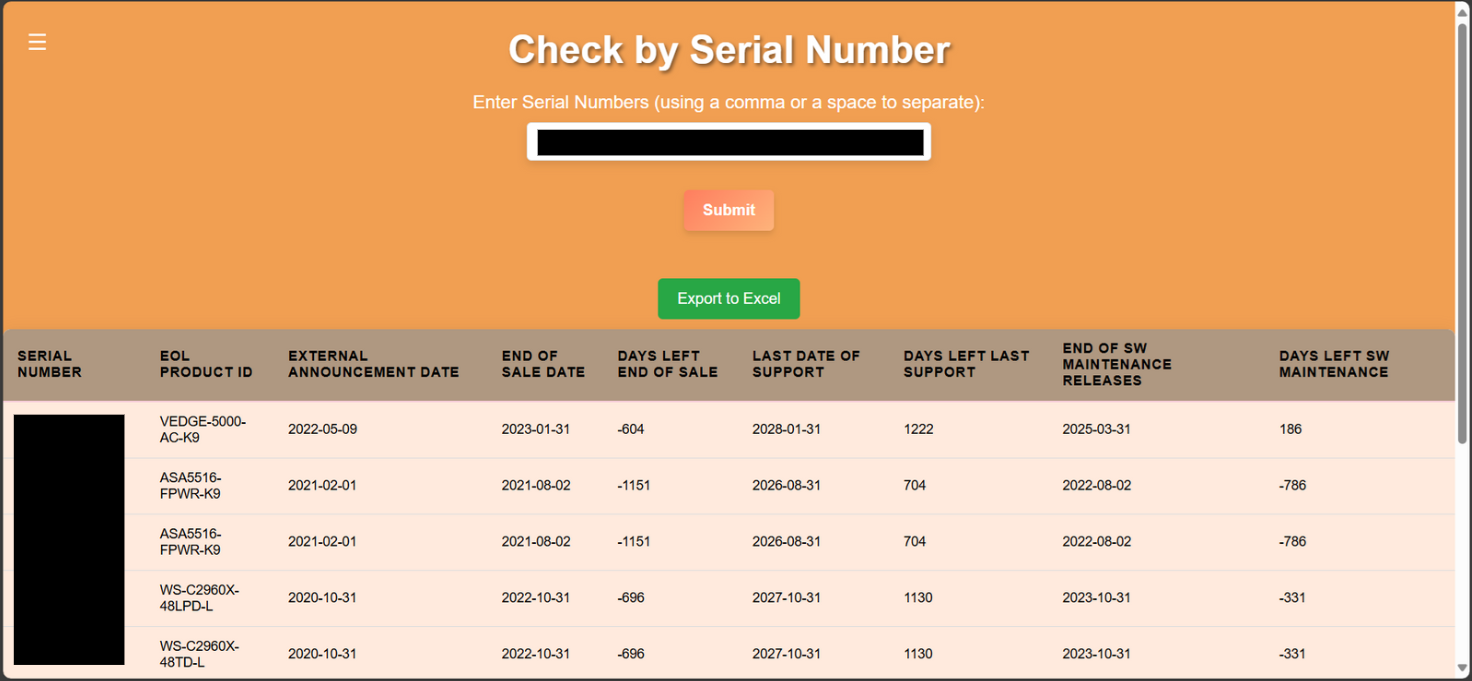 ☰
Check by Serial Number
Enter Serial Numbers (using a comma or a space to separate):
Submit
Export to Excel
SERIAL NUMBER EOL PRODUCT ID EXTERNAL ANNOUNCEMENT DATE END OF SALE DATE DAYS LEFT END OF SALE LAST DATE OF SUPPORT DAYS LEFT LAST SUPPORT END OF SW MAINTENANCE RELEASES DAYS LEFT SW MAINTENANCE
VEDGE-5000-AC-K9 2022-05-09 2023-01-31 -604 2028-01-31 1222 2025-03-31 186
ASA5516-FPWR-K9 2021-02-01 2021-08-02 -1151 2026-08-31 704 2022-08-02 -786
ASA5516-FPWR-K9 2021-02-01 2021-08-02 -1151 2026-08-31 704 2022-08-02 -786
WS-C2960X-48LPD-L 2020-10-31 2022-10-31 -696 2027-10-31 1130 2023-10-31 -331
WS-C2960X-48TD-L 2020-10-31 2022-10-31 -696 2027-10-31 1130 2023-10-31 -331